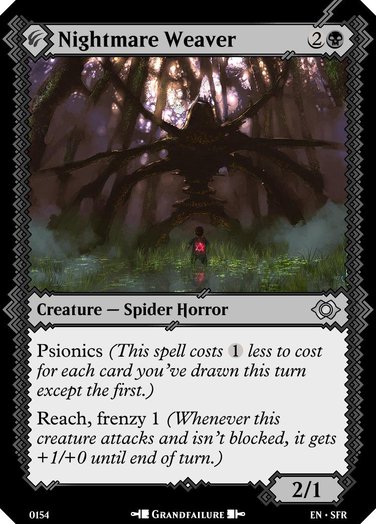 Nightmare Weaver 2
Creature — Spider Horror
Psionics (This spell costs 1 less to cost
for each card you've drawn this turn
except the first.)
Reach, frenzy 1 (Whenever this
creature attacks and isn't blocked, it gets
+1/+0 until end of turn.)
2/1
0154 Grandfailure EN · SFR